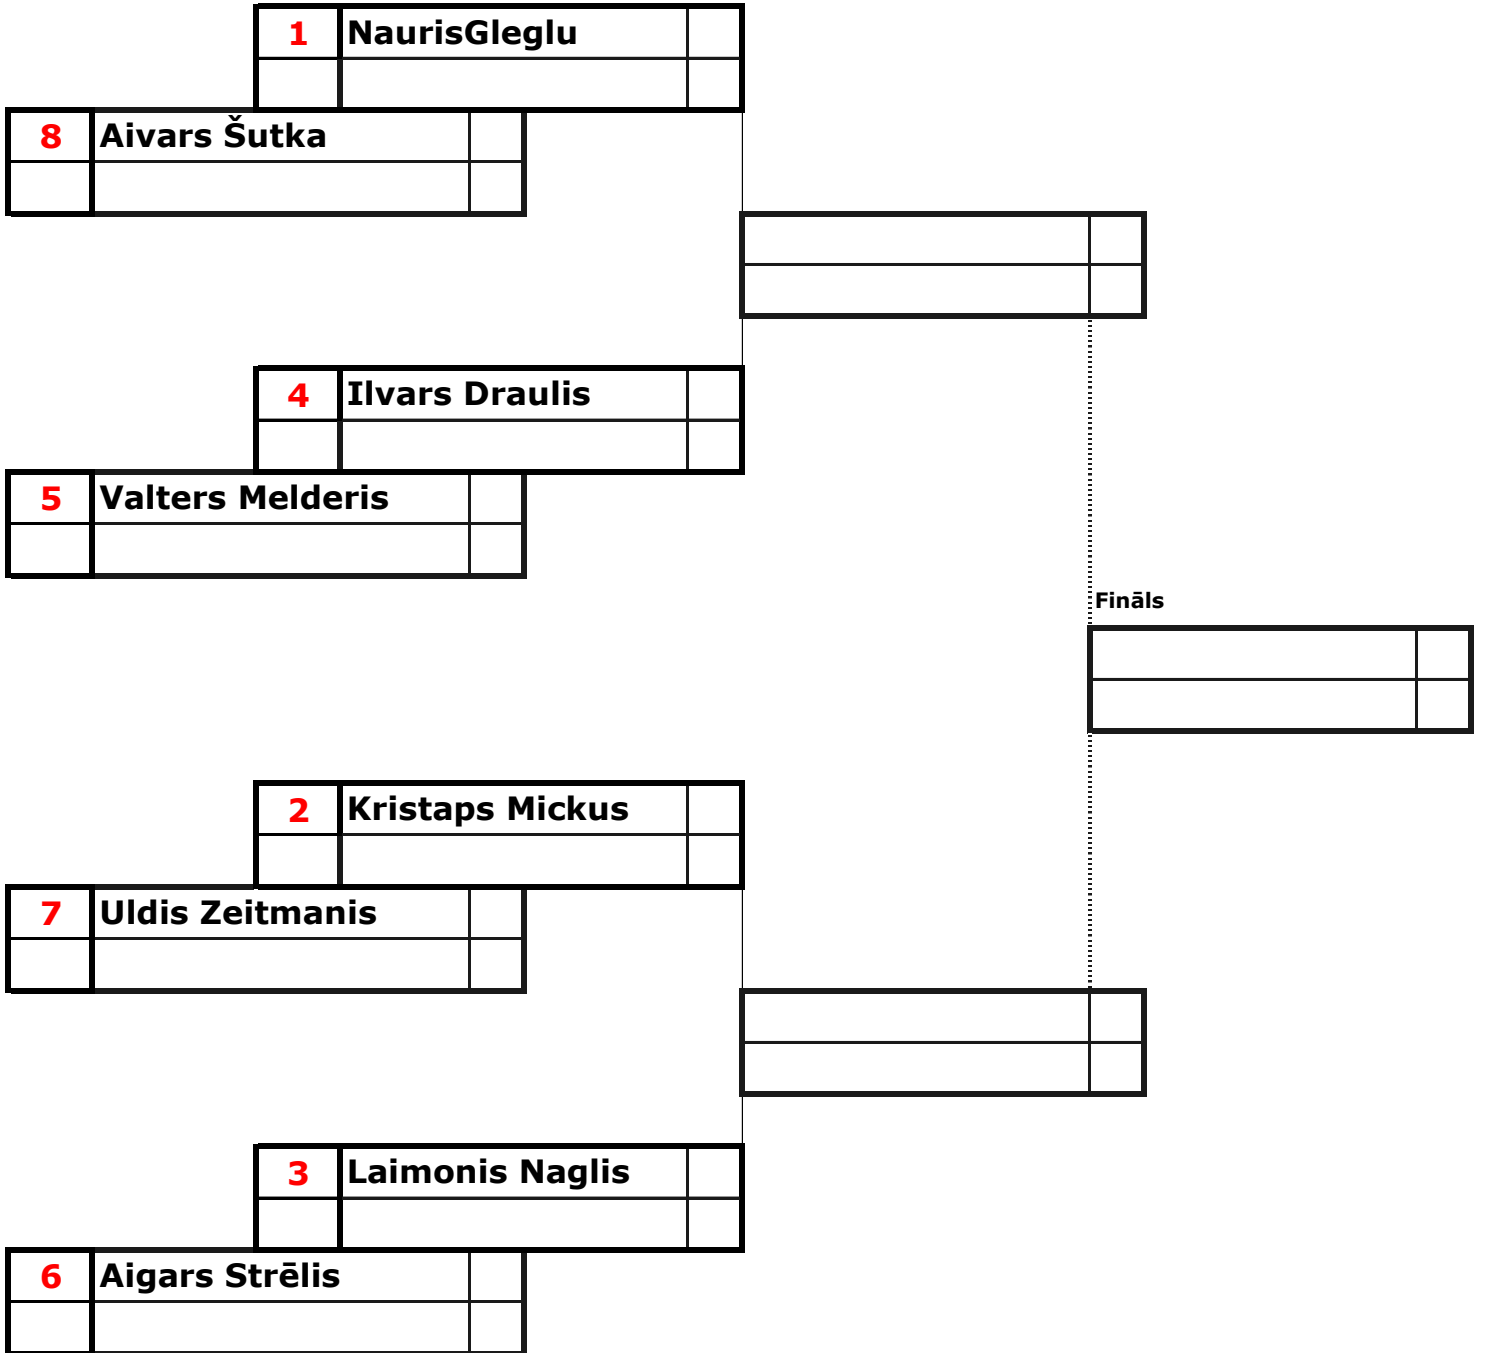 1 NaurisGleglu
8 Aivars Šutka
4 Ilvars Draulis
5 Valters Melderis
Fināls
2 Kristaps Mickus
7 Uldis Zeitmanis
3 Laimonis Naglis
6 Aigars Strēlis